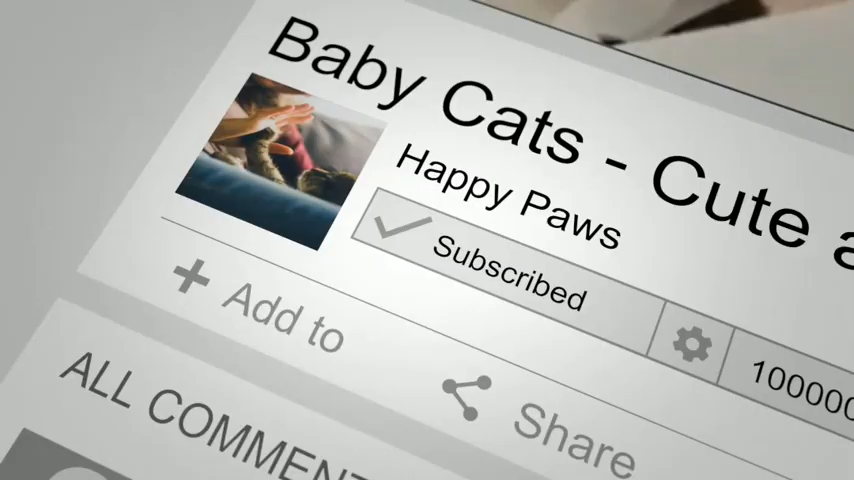 Baby Cats - Cute a
Happy Paws
Subscribed
100000
Add to
Share
ALL COMMENT